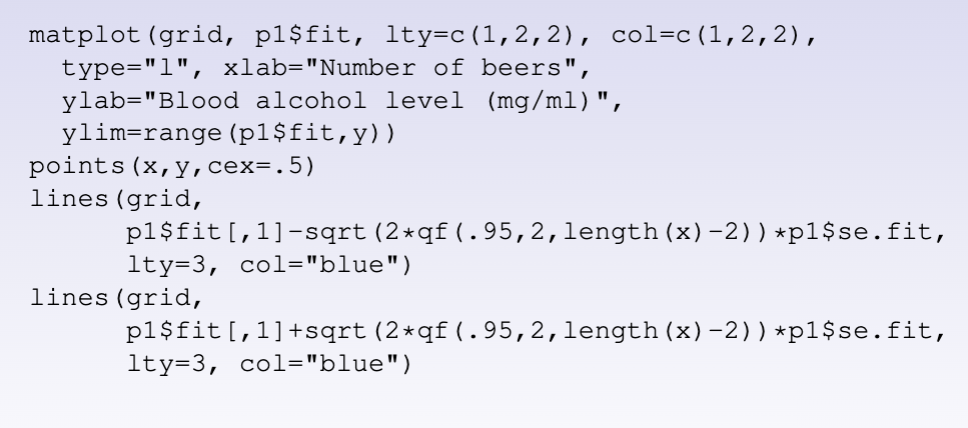 matplot(grid, p1$fit, lty=c(1,2,2), col=c(1,2,2),
  type="l", xlab="Number of beers",
  ylab="Blood alcohol level (mg/ml)",
  ylim=range(p1$fit,y))
points(x,y,cex=.5)
lines(grid,
      p1$fit[,1]-sqrt(2*qf(.95,2,length(x)-2))*p1$se.fit,
      lty=3, col="blue")
lines(grid,
      p1$fit[,1]+sqrt(2*qf(.95,2,length(x)-2))*p1$se.fit,
      lty=3, col="blue")